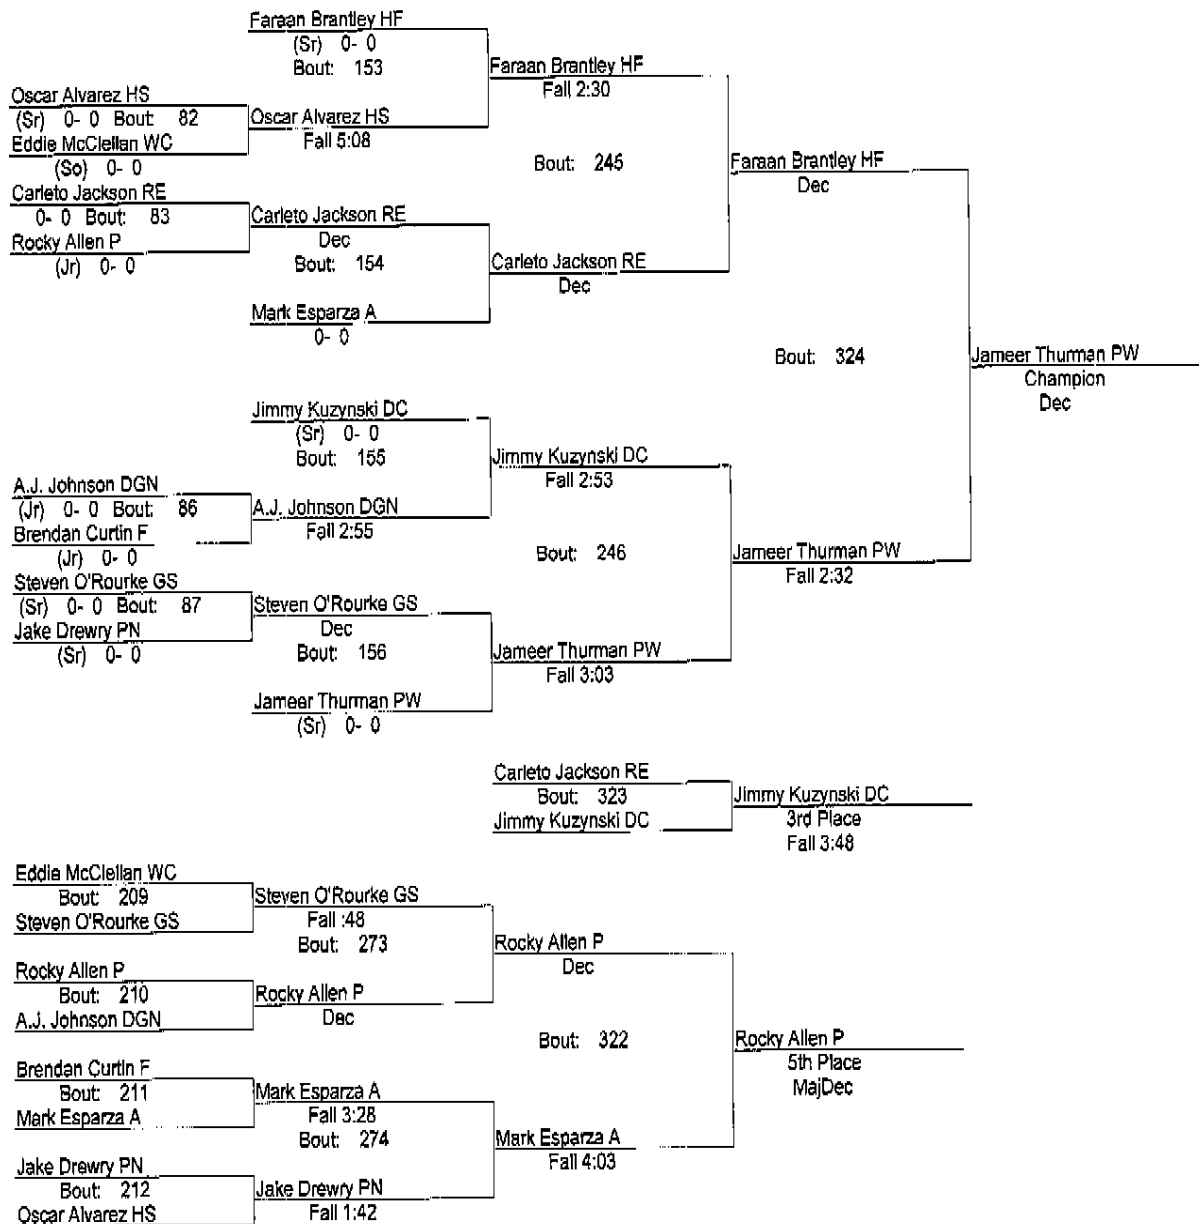 Faraan Brantley HF
(Sr) 0- 0
Bout: 153
Faraan Brantley HF
Fall 2:30
Oscar Alvarez HS
(Sr) 0- 0 Bout: 82
Oscar Alvarez HS
Fall 5:08
Eddie McClellan WC
(So) 0- 0
Bout: 245
Faraan Brantley HF
Dec
Carleto Jackson RE
0- 0 Bout: 83
Carleto Jackson RE
Dec
Rocky Allen P
(Jr) 0- 0
Bout: 154
Carleto Jackson RE
Dec
Mark Esparza A
0- 0
Bout: 324
Jameer Thurman PW
Champion
Dec
Jimmy Kuzynski DC
(Sr) 0- 0
Bout: 155
Jimmy Kuzynski DC
Fall 2:53
A.J. Johnson DGN
(Jr) 0- 0 Bout: 86
A.J. Johnson DGN
Fall 2:55
Brendan Curtin F
(Jr) 0- 0
Bout: 246
Jameer Thurman PW
Fall 2:32
Steven O'Rourke GS
(Sr) 0- 0 Bout: 87
Steven O'Rourke GS
Dec
Jake Drewry PN
(Sr) 0- 0
Bout: 156
Jameer Thurman PW
Fall 3:03
Jameer Thurman PW
(Sr) 0- 0
Carleto Jackson RE
Bout: 323
Jimmy Kuzynski DC
Jimmy Kuzynski DC
3rd Place
Fall 3:48
Eddie McClellan WC
Bout: 209
Steven O'Rourke GS
Steven O'Rourke GS
Fall :48
Bout: 273
Rocky Allen P
Dec
Rocky Allen P
Bout: 210
A.J. Johnson DGN
Rocky Allen P
Dec
Bout: 322
Rocky Allen P
5th Place
MajDec
Brendan Curtin F
Bout: 211
Mark Esparza A
Mark Esparza A
Fall 3:28
Bout: 274
Mark Esparza A
Fall 4:03
Jake Drewry PN
Bout: 212
Oscar Alvarez HS
Jake Drewry PN
Fall 1:42